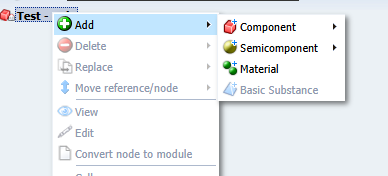 Test -
Add
Delete
Replace
Move reference/node
View
Edit
Convert node to module
Component
Semicomponent
Material
Basic Substance